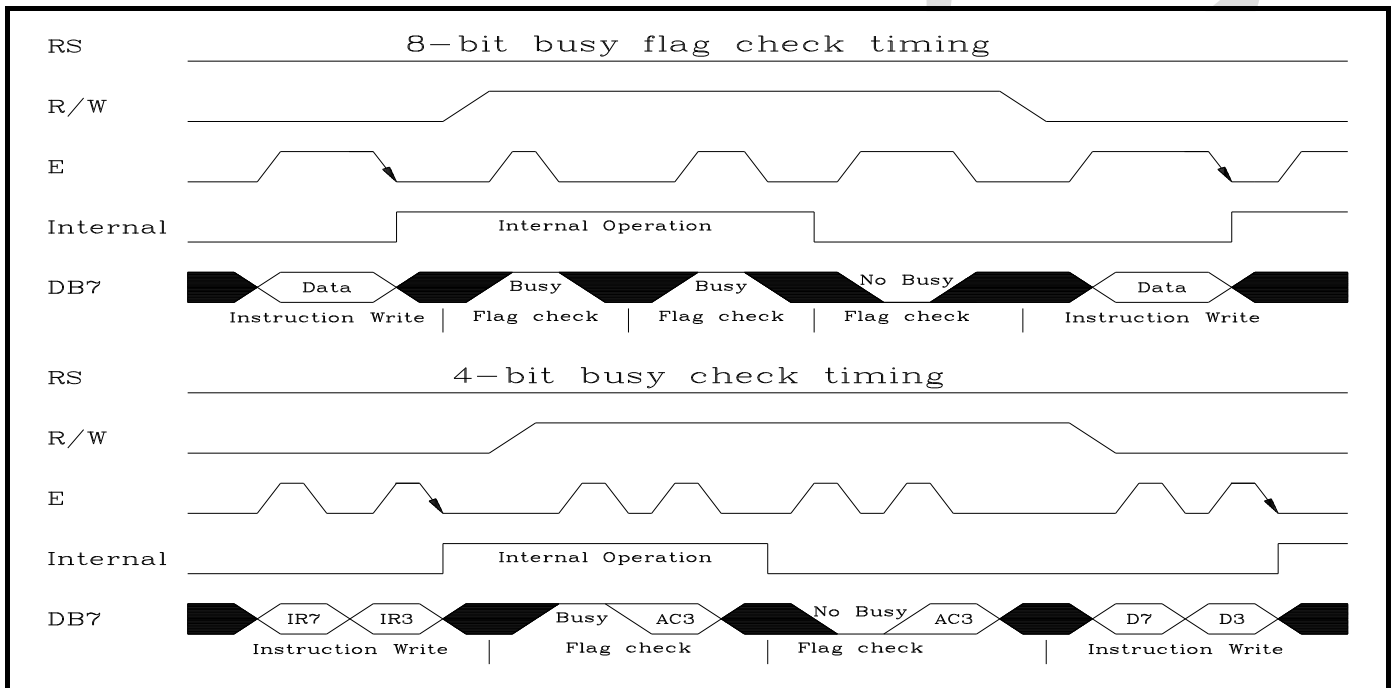 RS
8-bit busy flag check timing
R/W
E
Internal
Internal Operation
DB7
Data Busy Busy No Busy Data
Instruction Write Flag check Flag check Flag check Instruction Write
RS
4-bit busy check timing
R/W
E
Internal
Internal Operation
DB7
IR7 IR3 Busy AC3 No Busy AC3 D7 D3
Instruction Write Flag check Flag check Instruction Write